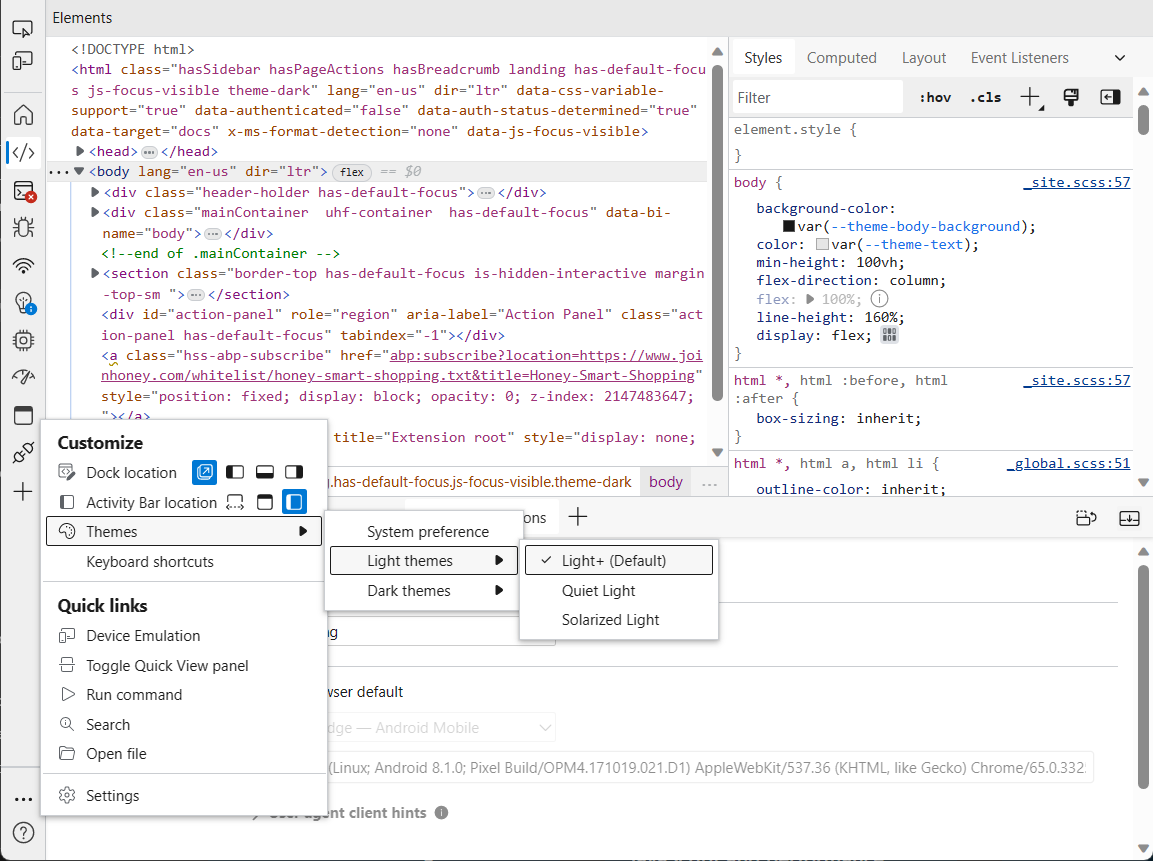 Elements
<!DOCTYPE html>
<html class="hasSidebar hasPageActions hasBreadcrumb landing has-default-focu
s js-focus-visible theme-dark" lang="en-us" dir="ltr" data-css-variable-
support="true" data-authenticated="false" data-auth-status-determined="true"
data-target="docs" x-ms-format-detection="none" data-js-focus-visible>
<head> … </head>
… <body lang="en-us" dir="ltr"> flex == $0
<div class="header-holder has-default-focus"> … </div>
<div class="mainContainer  uhf-container  has-default-focus" data-bi-
name="body"> … </div>
<!--end of .mainContainer -->
<section class="border-top has-default-focus is-hidden-interactive margin
-top-sm "> … </section>
<div id="action-panel" role="region" aria-label="Action Panel" class="act
ion-panel has-default-focus" tabindex="-1"></div>
<a class="hss-abp-subscribe" href="abp:subscribe?location=https://www.joi
nhoney.com/whitelist/honey-smart-shopping.txt&title=Honey-Smart-Shopping"
style="position: fixed; display: block; opacity: 0; z-index: 2147483647;
"></a>
title="Extension root" style="display: none;
.has-default-focus.js-focus-visible.theme-dark body ...
Styles Computed Layout Event Listeners
Filter :hov .cls
element.style {
}
body { _site.scss:57
background-color:
var(--theme-body-background);
color: var(--theme-text);
min-height: 100vh;
flex-direction: column;
flex: 100%;
line-height: 160%;
display: flex;
}
html *, html :before, html _site.scss:57
:after {
box-sizing: inherit;
}
html *, html a, html li { _global.scss:51
outline-color: inherit;
Customize
Dock location
Activity Bar location
Themes
Keyboard shortcuts
Quick links
Device Emulation
Toggle Quick View panel
Run command
Search
Open file
Settings
System preference
Light themes
Dark themes
Light+ (Default)
Quiet Light
Solarized Light
ons
ng
wser default
dge — Android Mobile
(Linux; Android 8.1.0; Pixel Build/OPM4.171019.021.D1) AppleWebKit/537.36 (KHTML, like Gecko) Chrome/65.0.332
User agent client hints